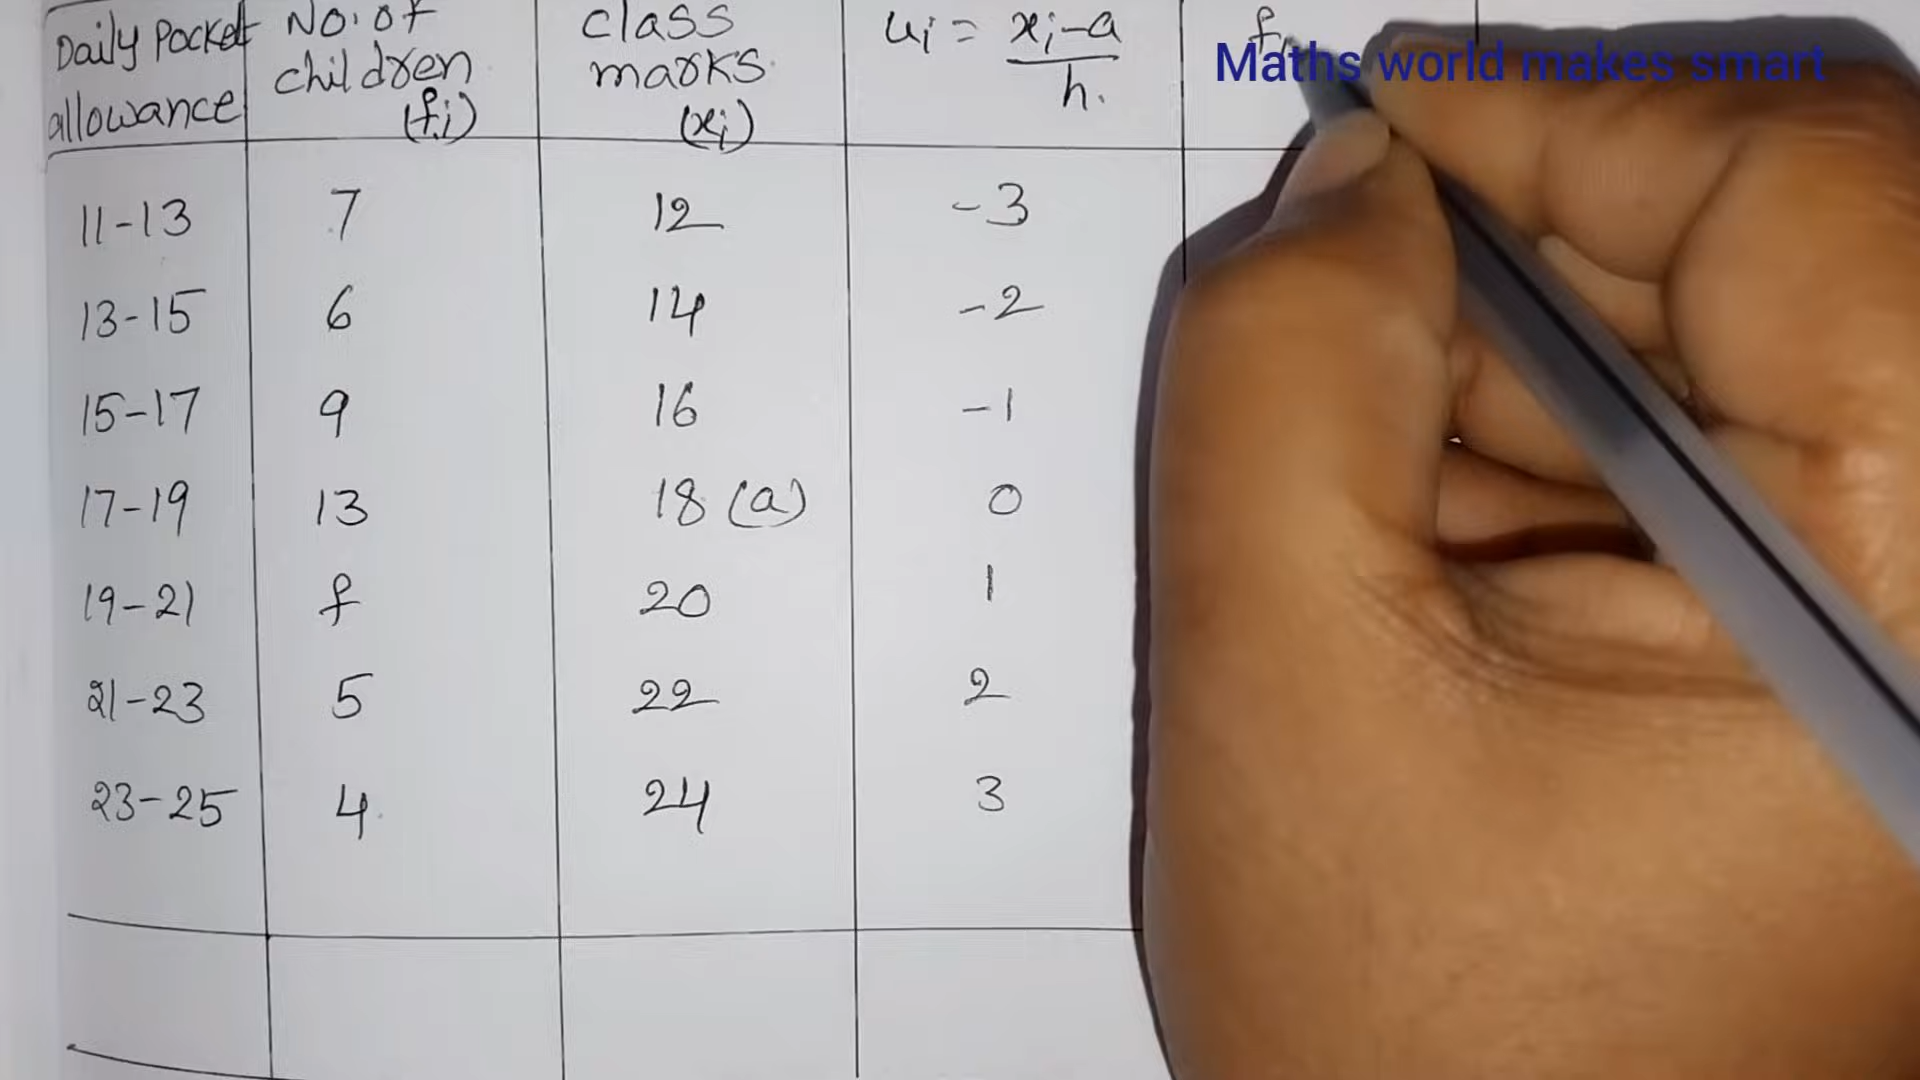 Daily Pocket allowance | No. of children (fi) | class marks (xi) | ui = xi-a / h. | fi
Maths world makes smart
11-13 | 7 | 12 | -3
13-15 | 6 | 14 | -2
15-17 | 9 | 16 | -1
17-19 | 13 | 18 (a) | 0
19-21 | f | 20 | 1
21-23 | 5 | 22 | 2
23-25 | 4 | 24 | 3